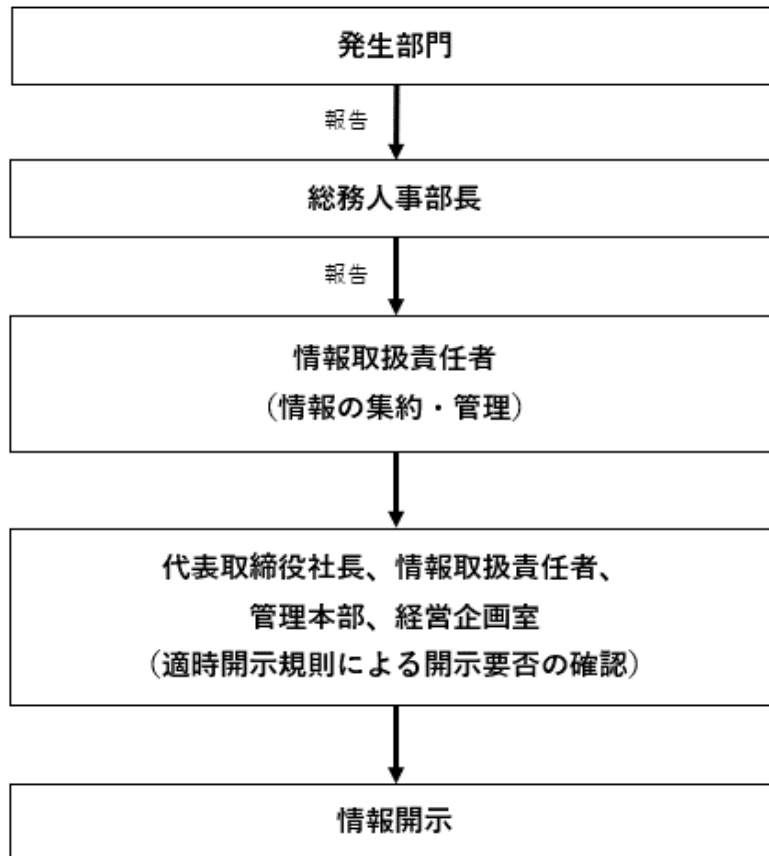 発生部門
報告
総務人事部長
報告
情報取扱責任者
（情報の集約・管理）
代表取締役社長、情報取扱責任者、
管理本部、経営企画室
（適時開示規則による開示要否の確認）
情報開示